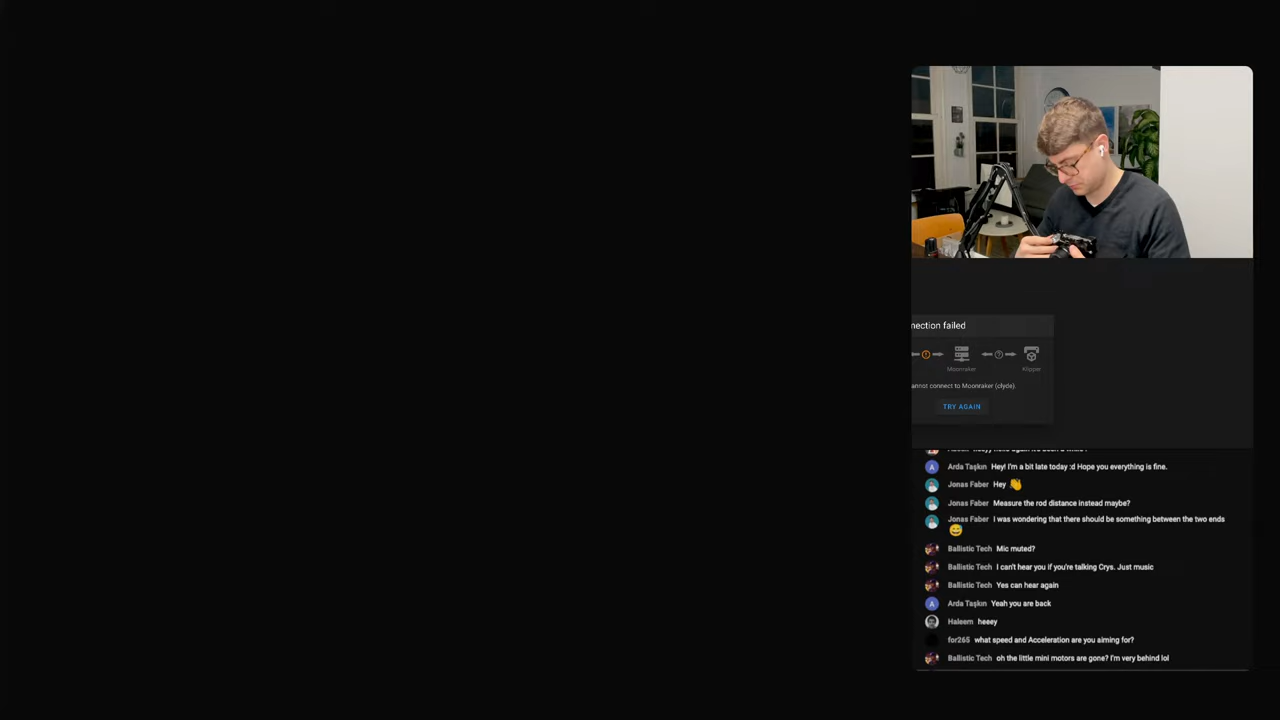 nection failed
Moonraker
Klipper
annot connect to Moonraker (clyde).
TRY AGAIN
Arda Taşkın Hey! I'm a bit late today :d Hope you everything is fine.
Jonas Faber Hey 👋
Jonas Faber Measure the rod distance instead maybe?
Jonas Faber I was wondering that there should be something between the two ends
😅
Ballistic Tech Mic muted?
Ballistic Tech I can't hear you if you're talking Crys. Just music
Ballistic Tech Yes can hear again
Arda Taşkın Yeah you are back
Haleem heeey
for265 what speed and Acceleration are you aiming for?
Ballistic Tech oh the little mini motors are gone? I'm very behind lol